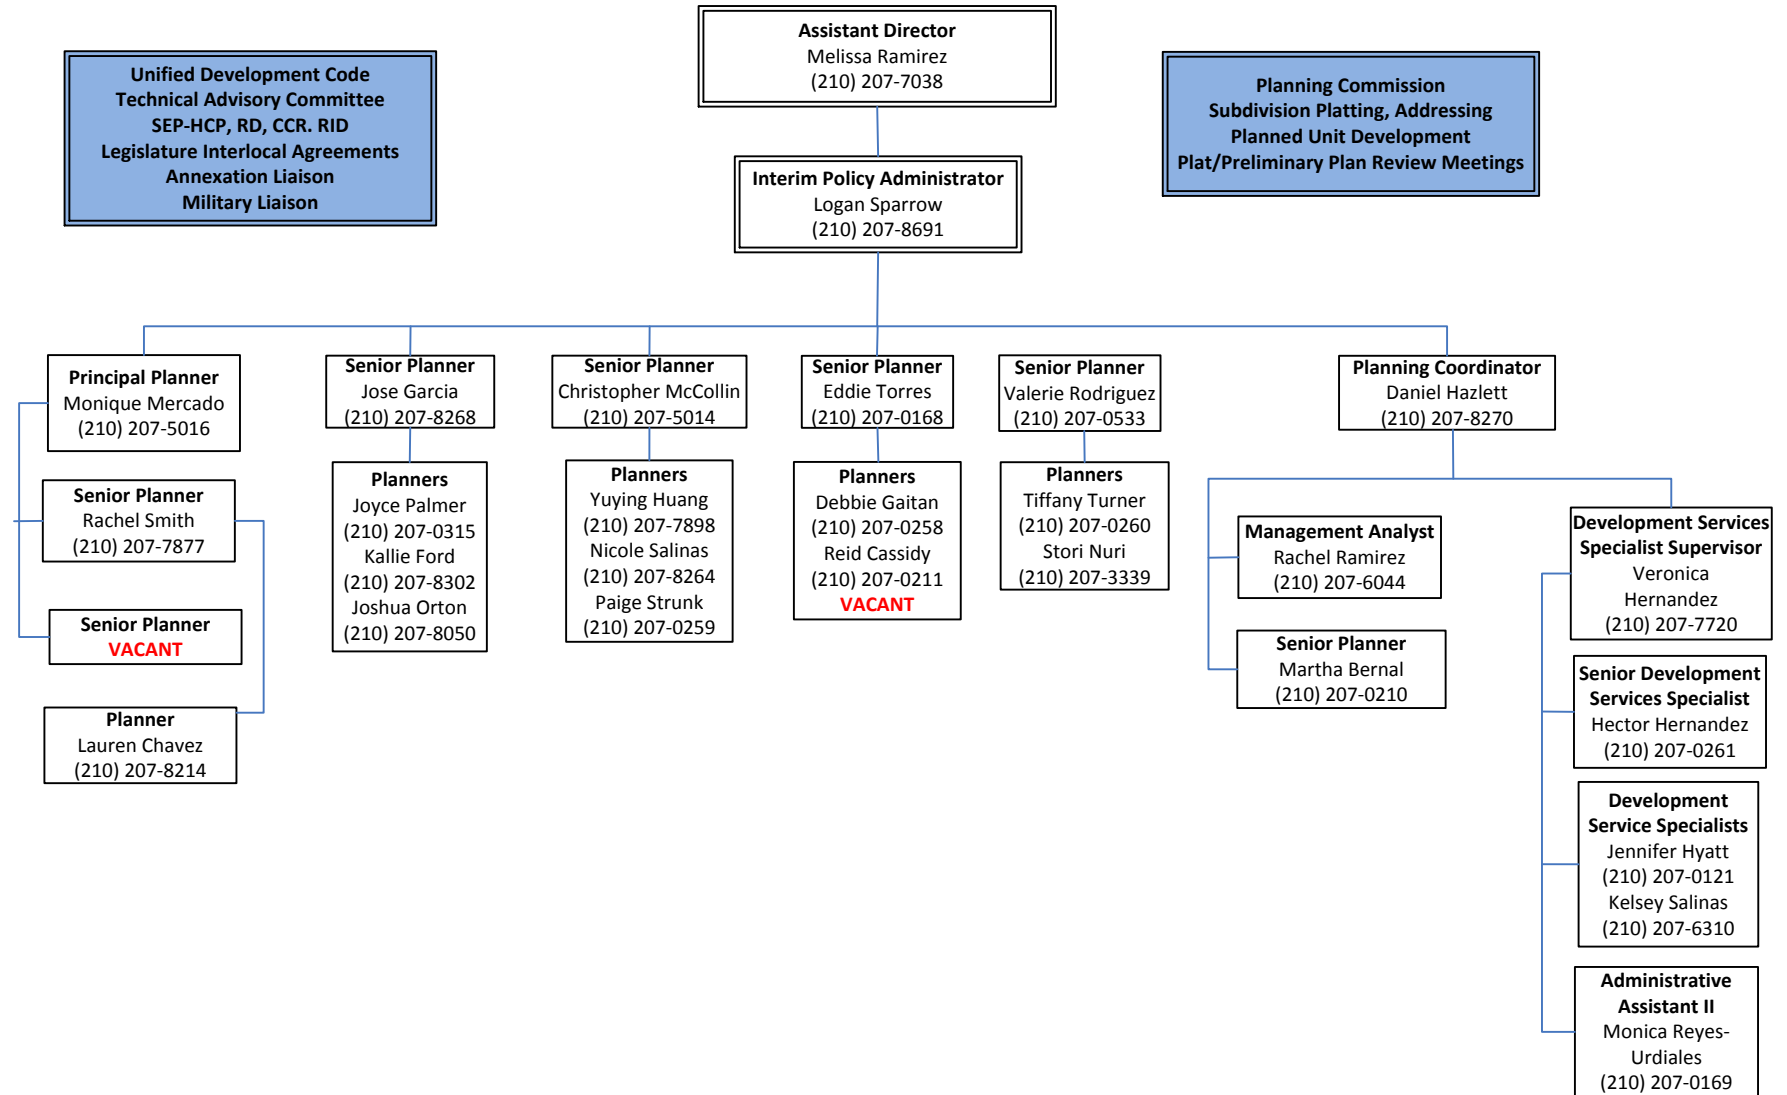 Assistant Director
Melissa Ramirez
(210) 207-7038
Unified Development Code
Technical Advisory Committee
SEP-HCP, RD, CCR. RID
Legislature Interlocal Agreements
Annexation Liaison
Military Liaison
Planning Commission
Subdivision Platting, Addressing
Planned Unit Development
Plat/Preliminary Plan Review Meetings
Interim Policy Administrator
Logan Sparrow
(210) 207-8691
Principal Planner
Monique Mercado
(210) 207-5016
Senior Planner
Rachel Smith
(210) 207-7877
Senior Planner
VACANT
Planner
Lauren Chavez
(210) 207-8214
Senior Planner
Jose Garcia
(210) 207-8268
Planners
Joyce Palmer
(210) 207-0315
Kallie Ford
(210) 207-8302
Joshua Orton
(210) 207-8050
Senior Planner
Christopher McCollin
(210) 207-5014
Planners
Yuying Huang
(210) 207-7898
Nicole Salinas
(210) 207-8264
Paige Strunk
(210) 207-0259
Senior Planner
Eddie Torres
(210) 207-0168
Planners
Debbie Gaitan
(210) 207-0258
Reid Cassidy
(210) 207-0211
VACANT
Senior Planner
Valerie Rodriguez
(210) 207-0533
Planners
Tiffany Turner
(210) 207-0260
Stori Nuri
(210) 207-3339
Planning Coordinator
Daniel Hazlett
(210) 207-8270
Management Analyst
Rachel Ramirez
(210) 207-6044
Senior Planner
Martha Bernal
(210) 207-0210
Development Services
Specialist Supervisor
Veronica
Hernandez
(210) 207-7720
Senior Development
Services Specialist
Hector Hernandez
(210) 207-0261
Development
Service Specialists
Jennifer Hyatt
(210) 207-0121
Kelsey Salinas
(210) 207-6310
Administrative
Assistant II
Monica Reyes-
Urdiales
(210) 207-0169